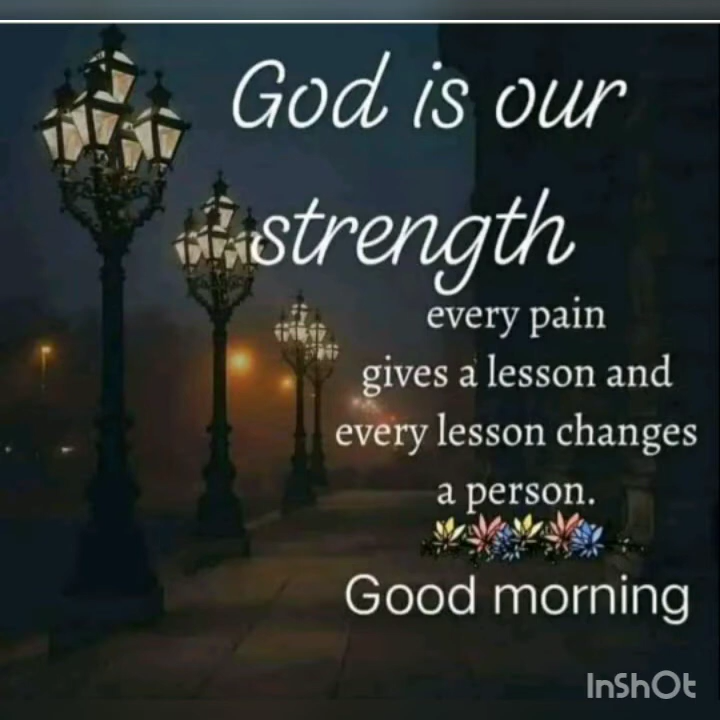 God is our
strength
every pain
gives a lesson and
every lesson changes
a person.
Good morning
InShOt